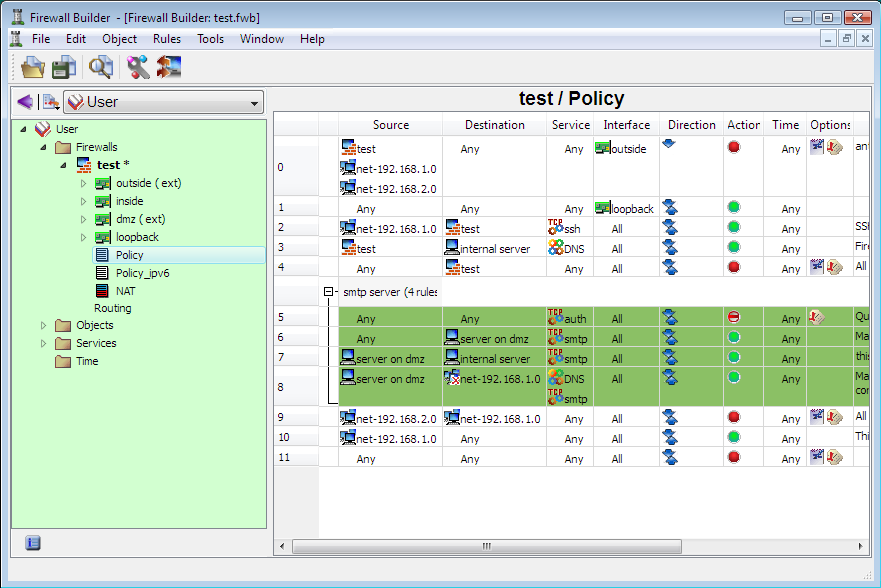 Firewall Builder - [Firewall Builder: test.fwb]
File Edit Object Rules Tools Window Help
User
test / Policy
User
Firewalls
test *
outside ( ext)
inside
dmz ( ext)
loopback
Policy
Policy_ipv6
NAT
Routing
Objects
Services
Time
Source Destination Service Interface Direction Action Time Options
0 test Any Any outside Any
net-192.168.1.0
net-192.168.2.0
1 Any Any Any loopback Any
2 net-192.168.1.0 test TCP ssh All Any SS
3 test internal server DNS All Any Fire
4 Any test Any All Any All
smtp server (4 rules
5 Any Any TCP auth All Any Qu
6 Any server on dmz TCP smtp All Any Ma
7 server on dmz internal server TCP smtp All Any this
8 server on dmz net-192.168.1.0 DNS All Any Ma
TCP smtp con
9 net-192.168.2.0 net-192.168.1.0 Any All Any All
10 net-192.168.1.0 Any Any All Any Thi
11 Any Any Any All Any